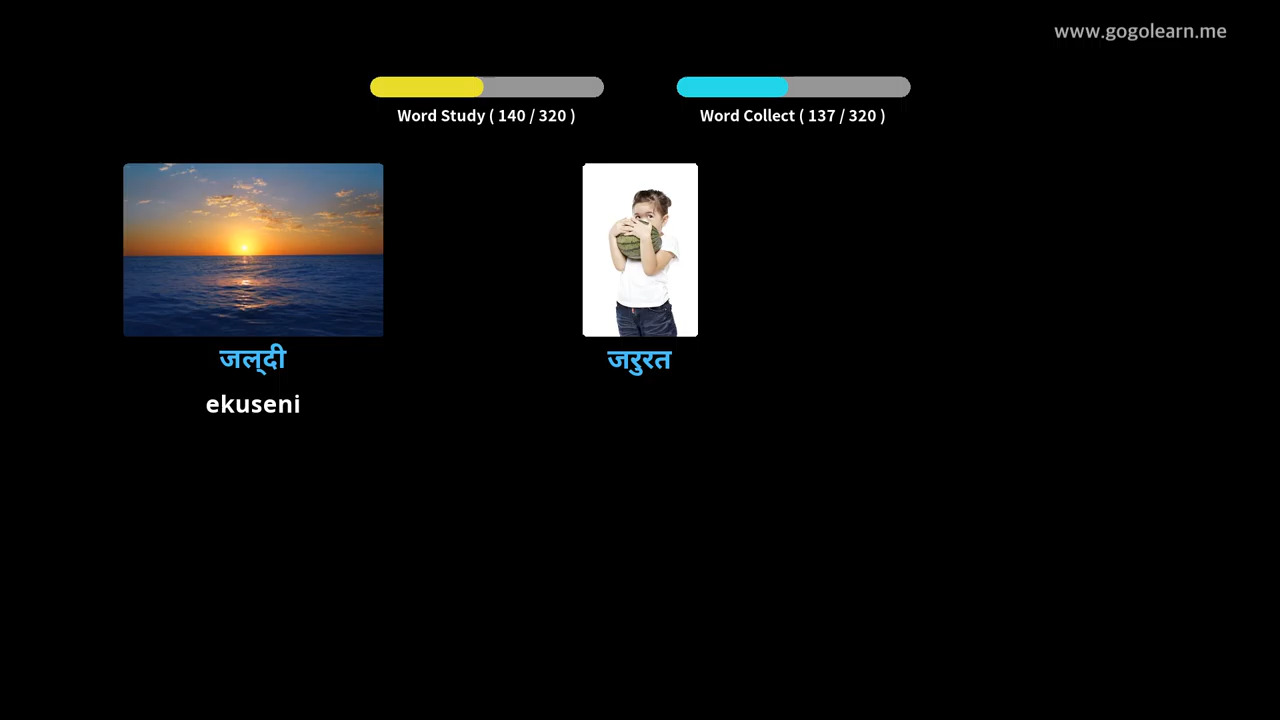 www.gogolearn.me
Word Study ( 140 / 320 )
Word Collect ( 137 / 320 )
जल्दी
जरुरत
ekuseni